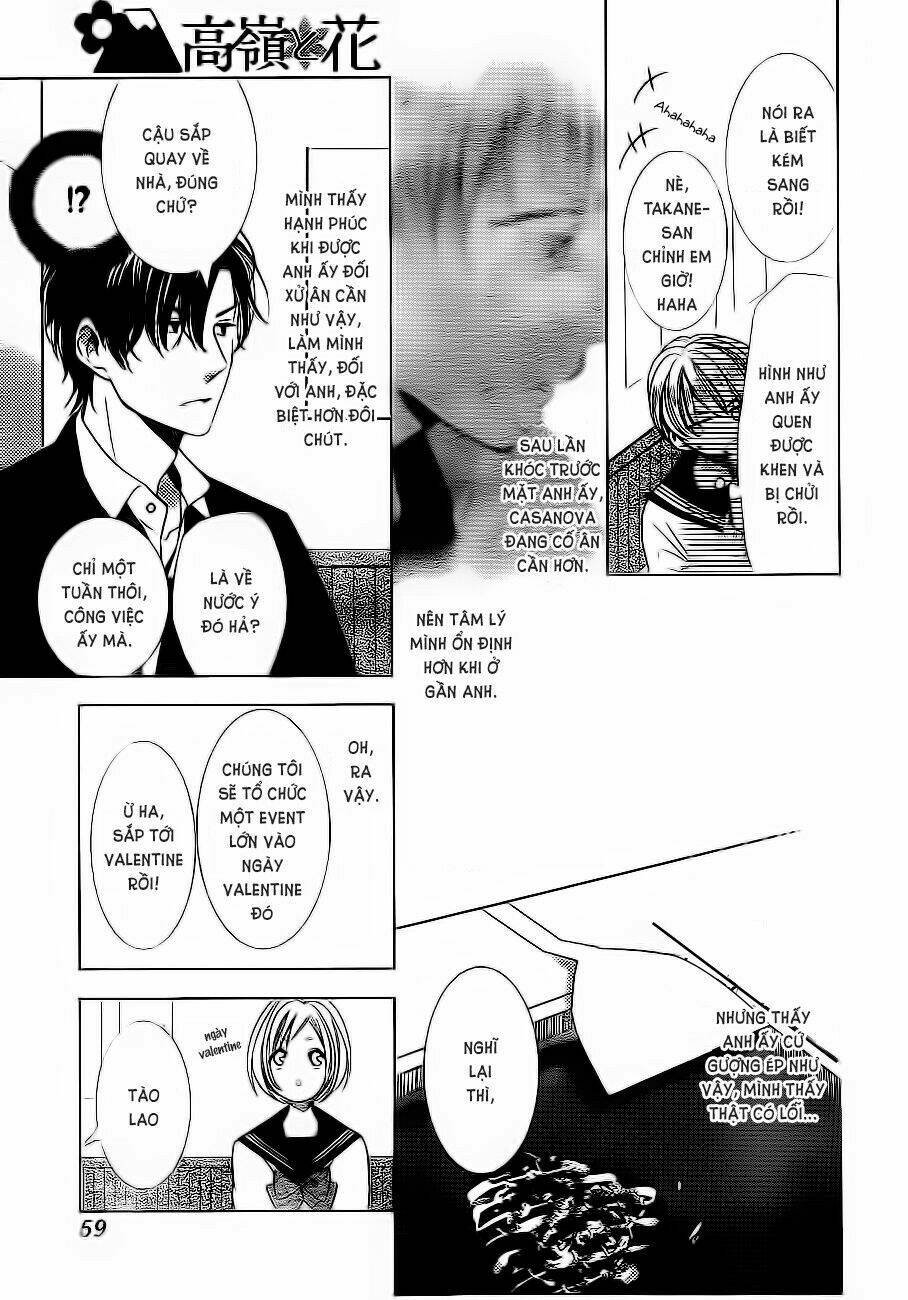 高嶺と花
NÓI RA
LÀ BIẾT
KÉM
SANG
RỒI!
Ahahahaha
NÈ,
TAKANE-
SAN
CHỈNH EM
GIỜ!
HAHA
HÌNH NHƯ
ANH ẤY
QUEN
ĐƯỢC
KHEN VÀ
BỊ CHỬI
RỒI.
SAU LẦN
KHÓC TRƯỚC
MẶT ANH ẤY,
CASANOVA
ĐANG CỐ ÂN
CẦN HƠN.
NÊN TÂM LÝ
MÌNH ỔN ĐỊNH
HƠN KHI Ở
GẦN ANH.
MÌNH THẤY
HẠNH PHÚC
KHI ĐƯỢC
ANH ẤY ĐỐI
XỬ ÂN CẦN
NHƯ VẬY,
LÀM MÌNH
THẤY, ĐỐI
VỚI ANH, ĐẶC
BIỆT HƠN ĐÔI
CHÚT.
CẬU SẮP
QUAY VỀ
NHÀ, ĐÚNG
CHỨ?
!?
LÀ VỀ
NƯỚC Ý
ĐÓ HẢ?
CHỈ MỘT
TUẦN THÔI,
CÔNG VIỆC
ẤY MÀ.
OH,
RA
VẬY.
CHÚNG TÔI
SẼ TỔ CHỨC
MỘT EVENT
LỚN VÀO
NGÀY
VALENTINE
ĐÓ
Ừ HA,
SẮP TỚI
VALENTINE
RỒI!
NHƯNG THẤY
ANH ẤY CỨ
GƯỢNG ÉP NHƯ
VẬY, MÌNH THẤY
THẬT CÓ LỖI...
NGHĨ
LẠI
THÌ,
ngày
valentine
TÀO
LAO
59